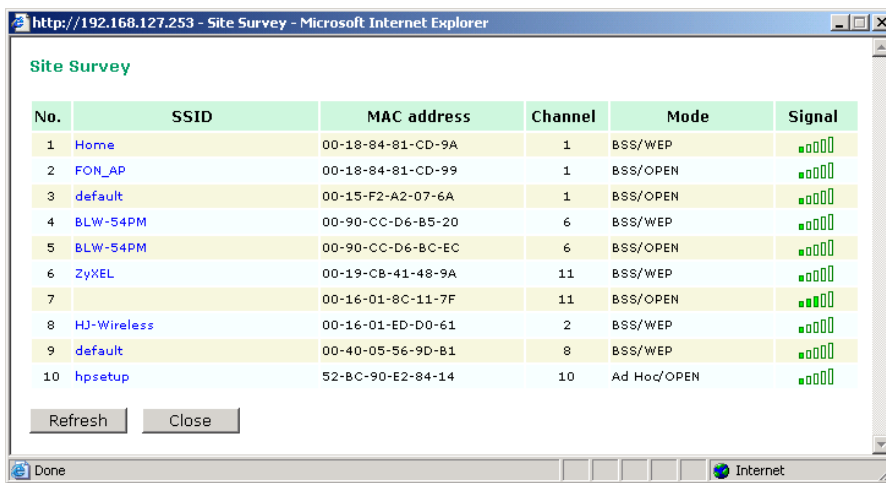 http://192.168.127.253 - Site Survey - Microsoft Internet Explorer
Site Survey
No. SSID MAC address Channel Mode Signal
1 Home 00-18-84-81-CD-9A 1 BSS/WEP
2 FON_AP 00-18-84-81-CD-99 1 BSS/OPEN
3 default 00-15-F2-A2-07-6A 1 BSS/OPEN
4 BLW-54PM 00-90-CC-D6-B5-20 6 BSS/WEP
5 BLW-54PM 00-90-CC-D6-BC-EC 6 BSS/OPEN
6 ZyXEL 00-19-CB-41-48-9A 11 BSS/WEP
7 00-16-01-8C-11-7F 11 BSS/OPEN
8 HJ-Wireless 00-16-01-ED-D0-61 2 BSS/WEP
9 default 00-40-05-56-9D-B1 8 BSS/WEP
10 hpsetup 52-BC-90-E2-84-14 10 Ad Hoc/OPEN
Refresh Close
Done Internet